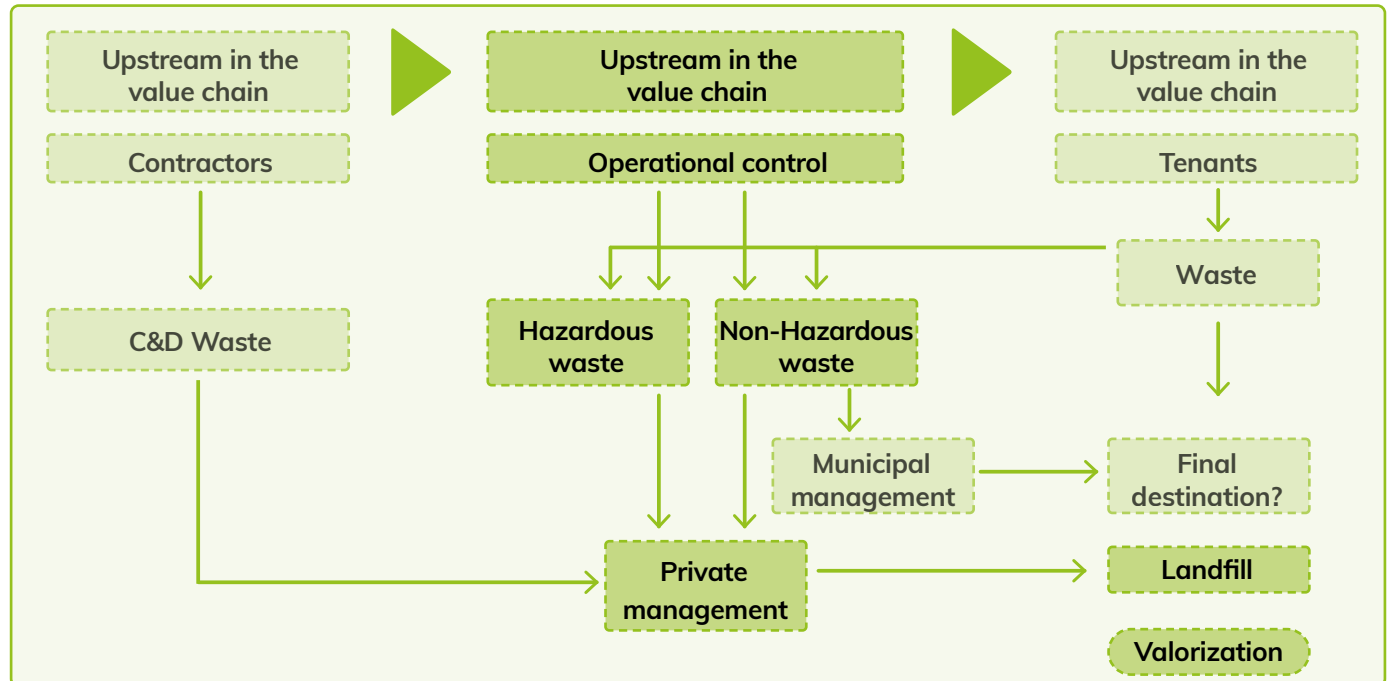 Upstream in the
value chain
Upstream in the
value chain
Upstream in the
value chain
Contractors
Operational control
Tenants
Waste
C&D Waste
Hazardous
waste
Non-Hazardous
waste
Municipal
management
Final
destination?
Private
management
Landfill
Valorization